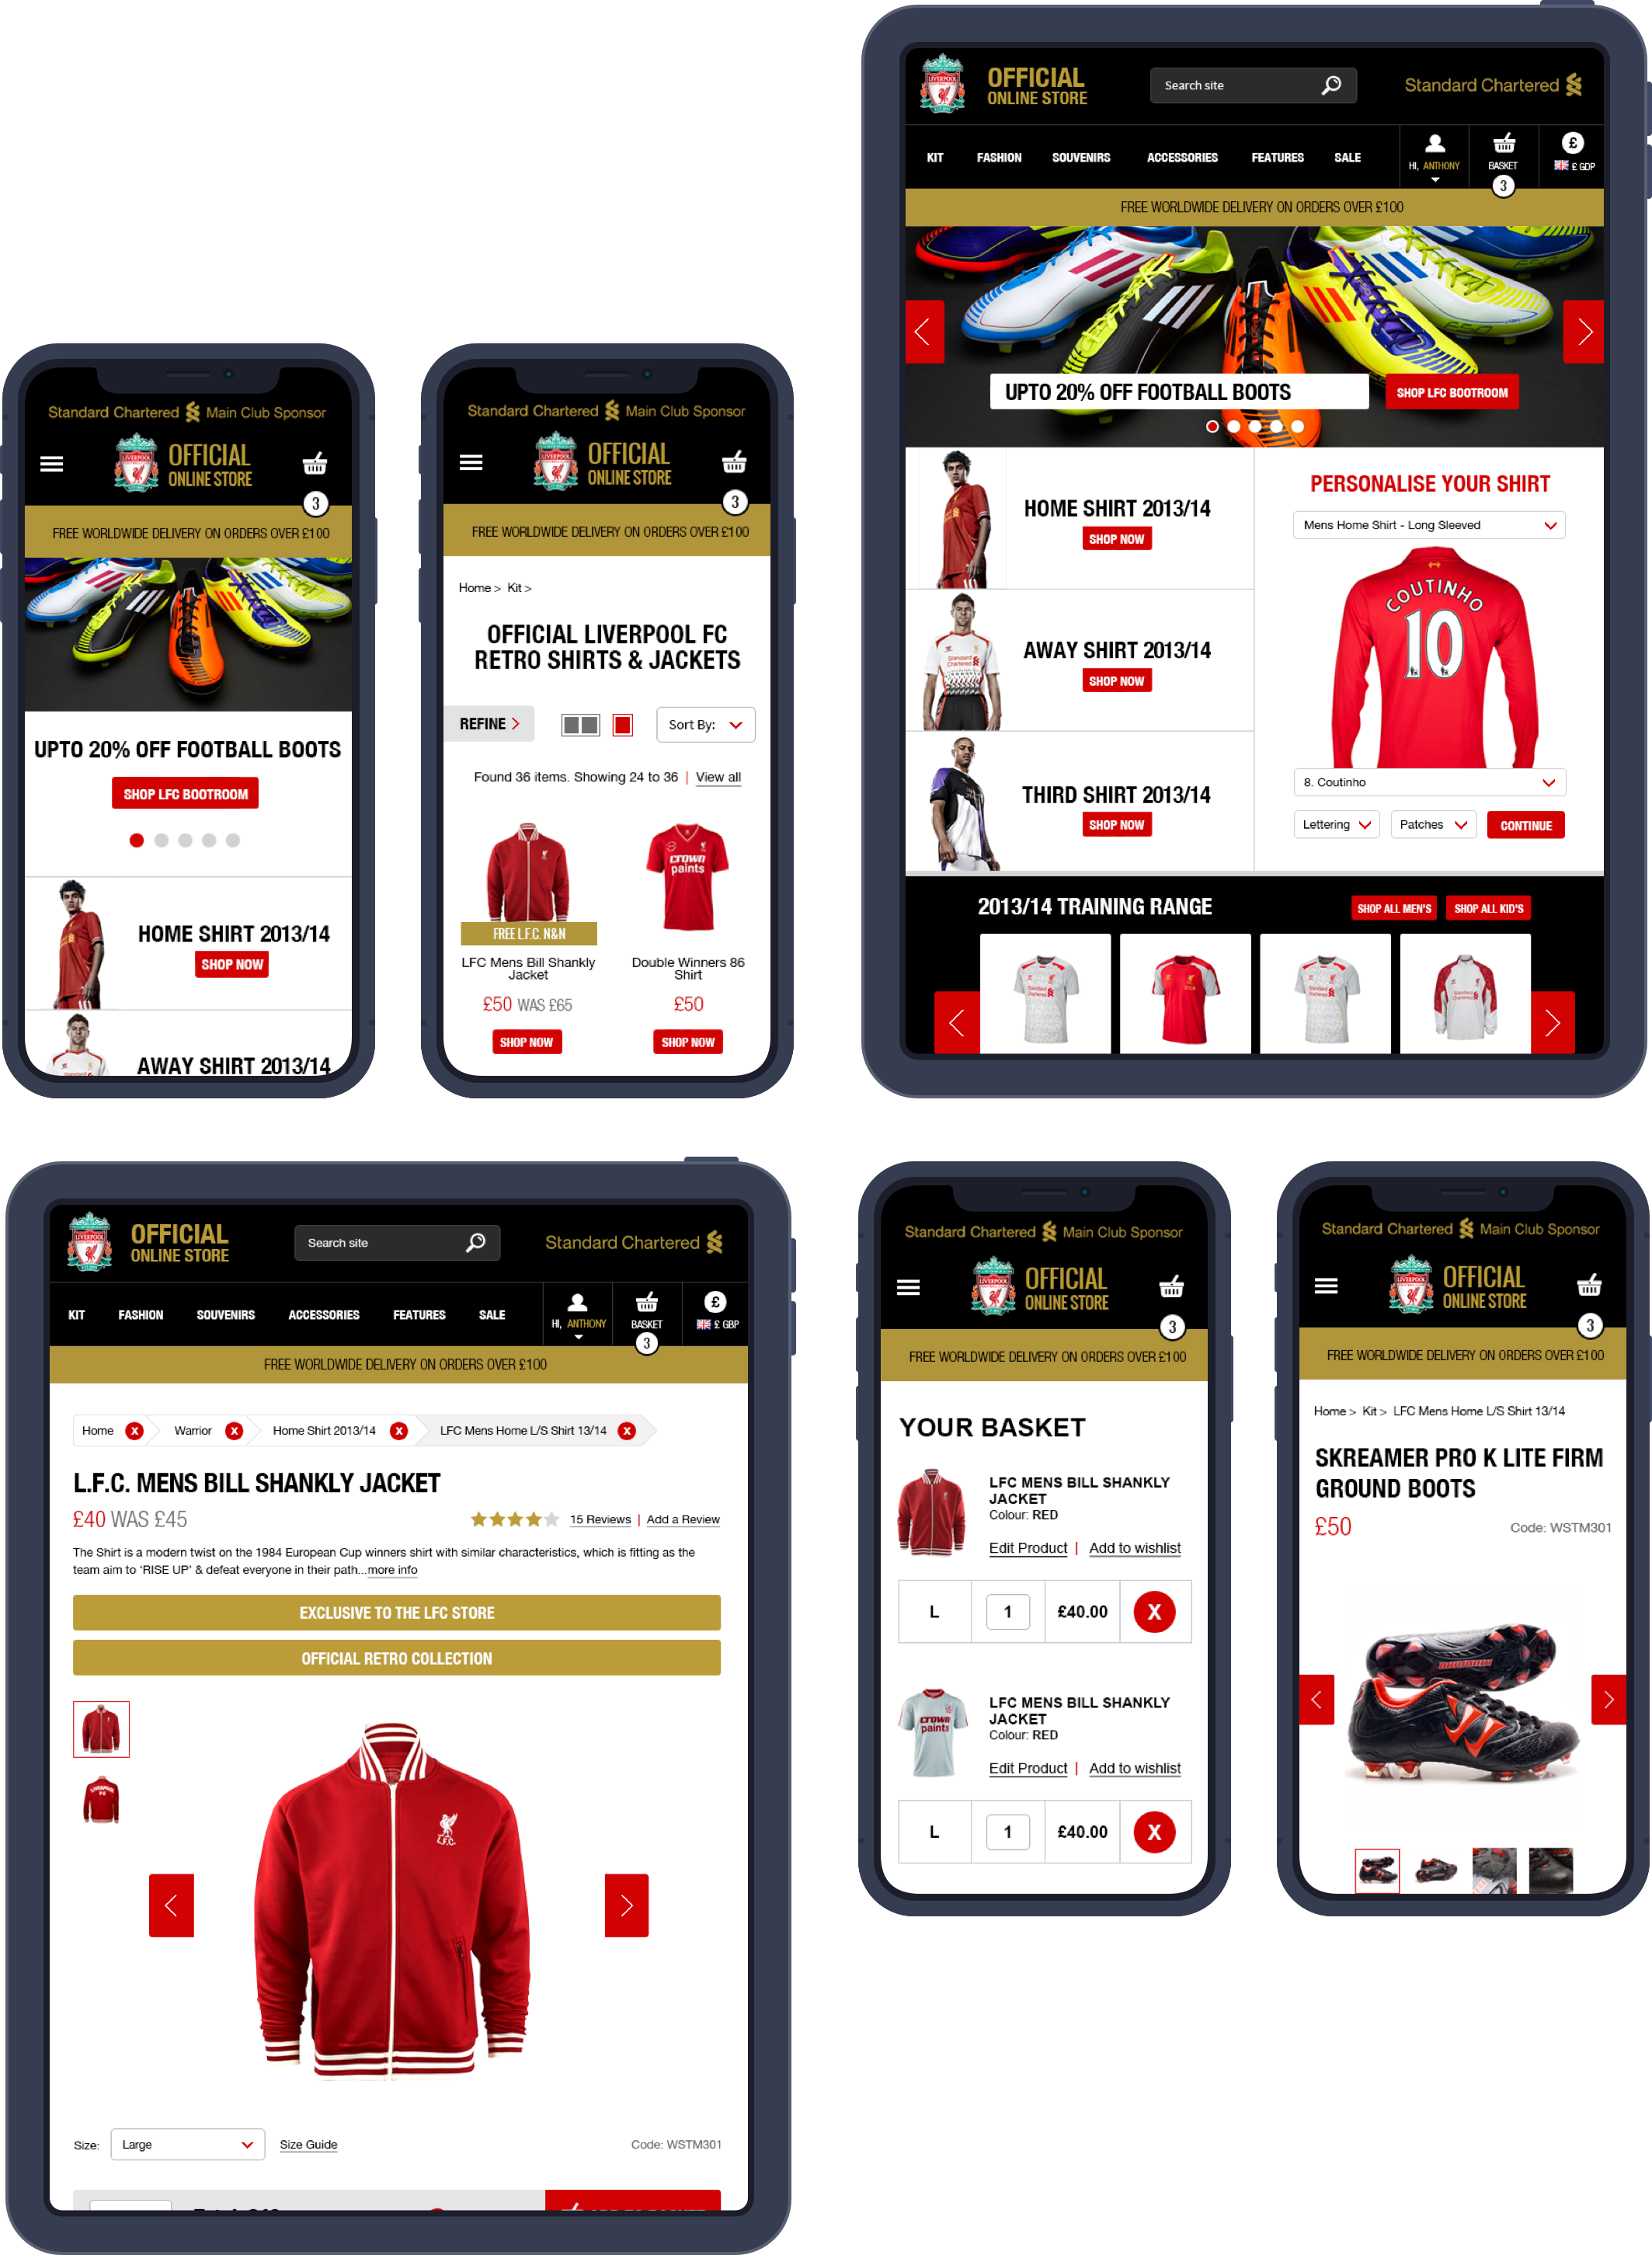 Standard Chartered Main Club Sponsor
OFFICIAL
ONLINE STORE
3
FREE WORLDWIDE DELIVERY ON ORDERS OVER £100
UPTO 20% OFF FOOTBALL BOOTS
SHOP LFC BOOTROOM
HOME SHIRT 2013/14
SHOP NOW
AWAY SHIRT 2013/14
Standard Chartered Main Club Sponsor
OFFICIAL
ONLINE STORE
3
FREE WORLDWIDE DELIVERY ON ORDERS OVER £100
Home > Kit >
OFFICIAL LIVERPOOL FC
RETRO SHIRTS & JACKETS
REFINE >
Sort By:
Found 36 items. Showing 24 to 36 | View all
crown
paints
FREE L.F.C. N&N
LFC Mens Bill Shankly
Jacket
£50 WAS £65
SHOP NOW
Double Winners 86
Shirt
£50
SHOP NOW
LIVERPOOL
OFFICIAL
ONLINE STORE
Search site
Standard Chartered
KIT FASHION SOUVENIRS ACCESSORIES FEATURES SALE
HI, ANTHONY
BASKET
3
£
£ GDP
FREE WORLDWIDE DELIVERY ON ORDERS OVER £100
UPTO 20% OFF FOOTBALL BOOTS
SHOP LFC BOOTROOM
HOME SHIRT 2013/14
SHOP NOW
Standard
Chartered
AWAY SHIRT 2013/14
SHOP NOW
THIRD SHIRT 2013/14
SHOP NOW
PERSONALISE YOUR SHIRT
Mens Home Shirt - Long Sleeved
COUTINHO
10
8. Coutinho
Lettering
Patches
CONTINUE
2013/14 TRAINING RANGE
SHOP ALL MEN'S
SHOP ALL KID'S
OFFICIAL
ONLINE STORE
Search site
Standard Chartered
KIT FASHION SOUVENIRS ACCESSORIES FEATURES SALE
HI, ANTHONY
BASKET
3
£
£ GBP
FREE WORLDWIDE DELIVERY ON ORDERS OVER £100
Home X Warrior X Home Shirt 2013/14 X LFC Mens Home L/S Shirt 13/14 X
L.F.C. MENS BILL SHANKLY JACKET
£40 WAS £45
15 Reviews | Add a Review
The Shirt is a modern twist on the 1984 European Cup winners shirt with similar characteristics, which is fitting as the
team aim to ‘RISE UP’ & defeat everyone in their path...more info
EXCLUSIVE TO THE LFC STORE
OFFICIAL RETRO COLLECTION
L.F.C.
Size:
Large
Size Guide
Code: WSTM301
Standard Chartered Main Club Sponsor
OFFICIAL
ONLINE STORE
3
FREE WORLDWIDE DELIVERY ON ORDERS OVER £100
YOUR BASKET
LFC MENS BILL SHANKLY
JACKET
Colour: RED
Edit Product | Add to wishlist
L 1 £40.00 X
crown
paints
LFC MENS BILL SHANKLY
JACKET
Colour: RED
Edit Product | Add to wishlist
L 1 £40.00 X
Standard Chartered Main Club Sponsor
OFFICIAL
ONLINE STORE
3
FREE WORLDWIDE DELIVERY ON ORDERS OVER £100
Home > Kit > LFC Mens Home L/S Shirt 13/14
SKREAMER PRO K LITE FIRM
GROUND BOOTS
£50
Code: WSTM301